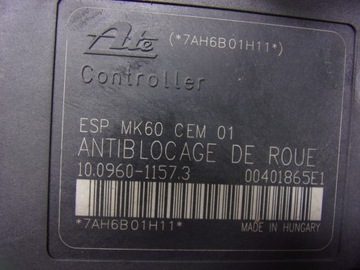 Ate (*7AH6B01H11*)
Controller
ESP MK60 CEM 01
ANTIBLOCAGE DE ROUE
10.0960-1157.3 00401865E1
*7AH6B01H11*
MADE IN HUNGARY